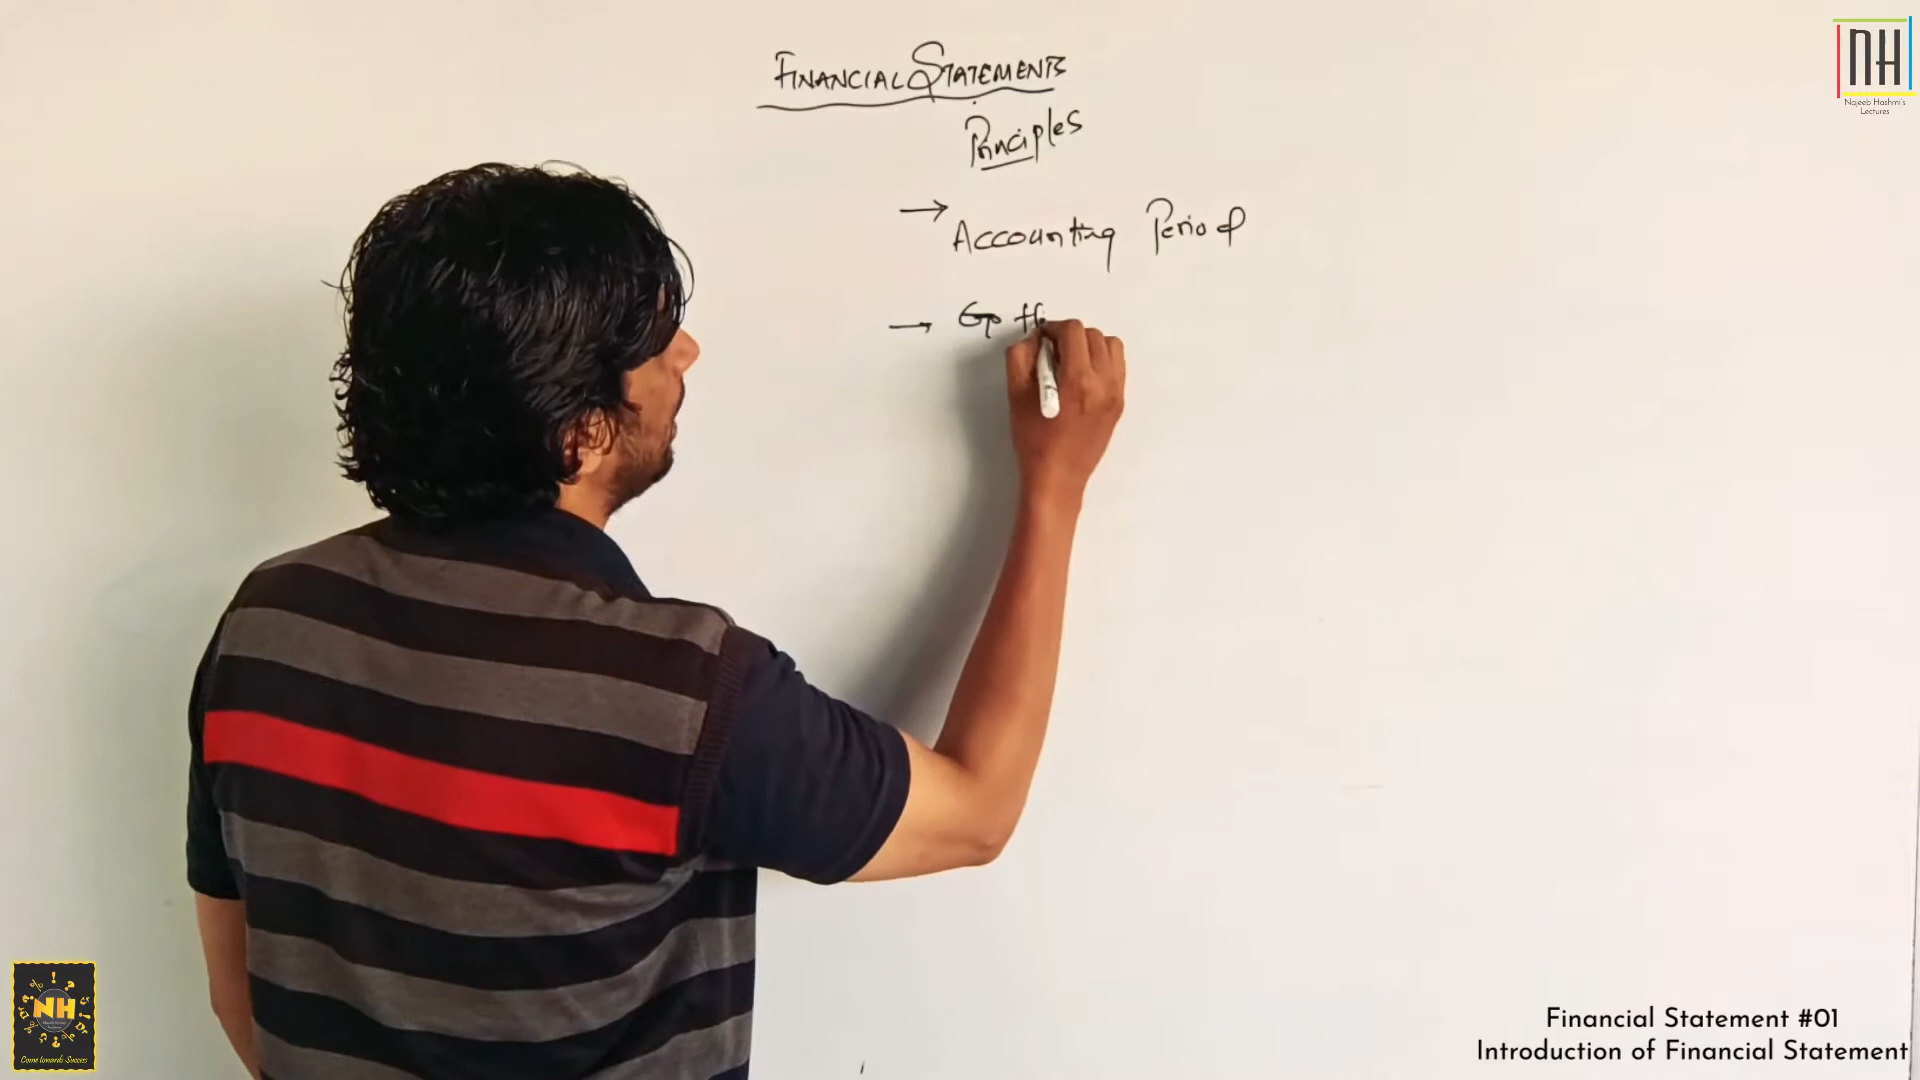 FINANCIAL STATEMENTS
Principles
→ Accounting Period
→
NH
Najeeb Hashmi's
Lectures
NH
Come towards Success
Financial Statement #01
Introduction of Financial Statement